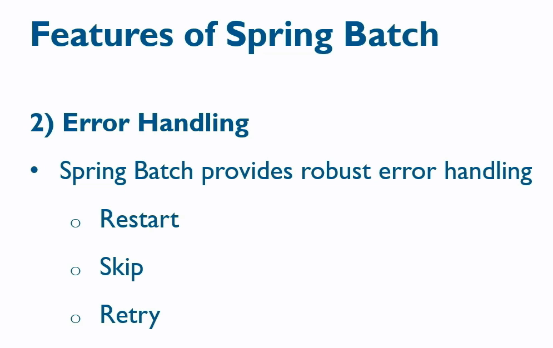 Features of Spring Batch
2) Error Handling
• Spring Batch provides robust error handling
o Restart
o Skip
o Retry